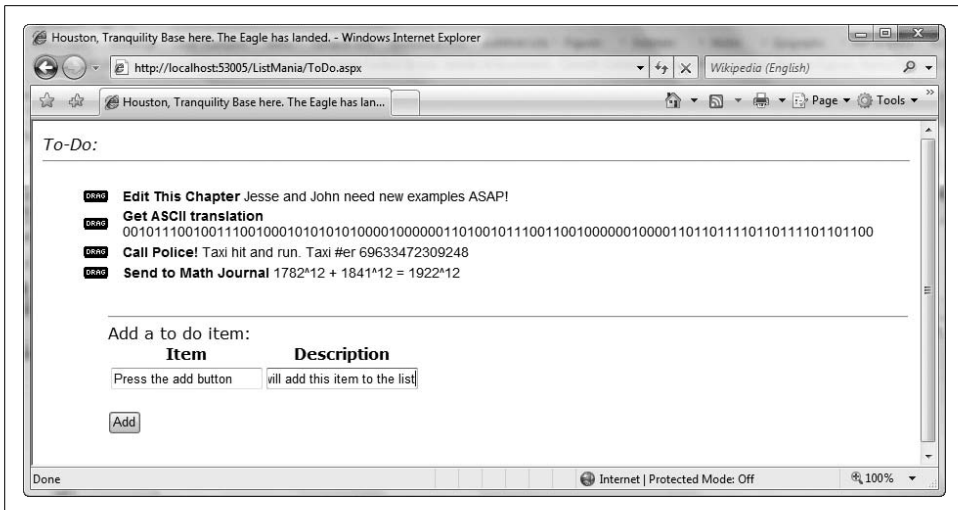 Houston, Tranquility Base here. The Eagle has landed. - Windows Internet Explorer
http://localhost:53005/ListMania/ToDo.aspx
Wikipedia (English)
Houston, Tranquility Base here. The Eagle has lan...
Page
Tools
To-Do:
DRAG Edit This Chapter Jesse and John need new examples ASAP!
DRAG Get ASCII translation
001011100100111001000101010101000010000001101001011100110010000001000011011011110110111101101100
DRAG Call Police! Taxi hit and run. Taxi #er 69633472309248
DRAG Send to Math Journal 1782^12 + 1841^12 = 1922^12
Add a to do item:
Item Description
Press the add button will add this item to the list
Add
Done Internet | Protected Mode: Off 100%